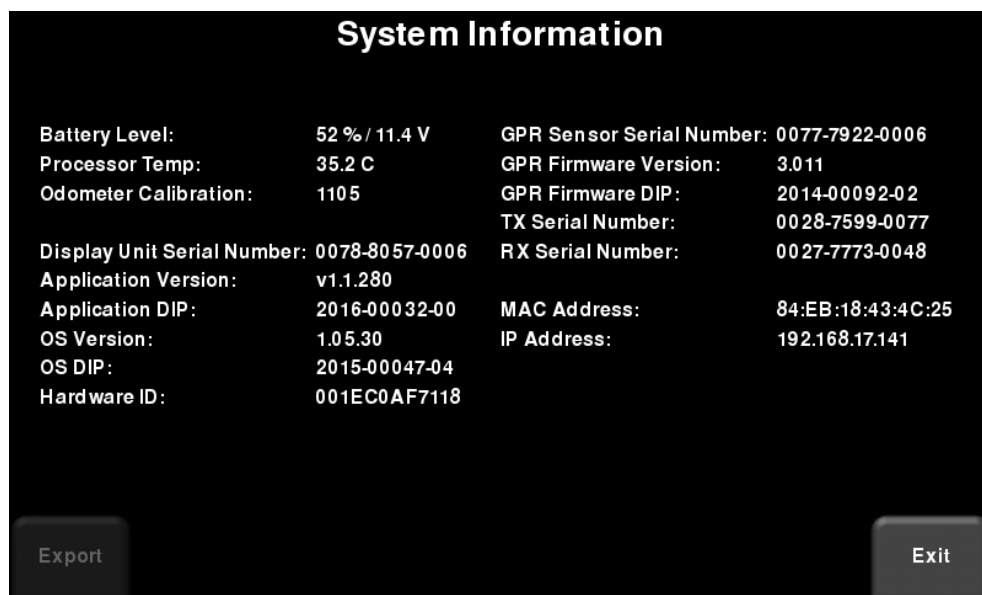 System Information
Battery Level: 52 % / 11.4 V
Processor Temp: 35.2 C
Odometer Calibration: 1105
Display Unit Serial Number: 0078-8057-0006
Application Version: v1.1.280
Application DIP: 2016-00032-00
OS Version: 1.05.30
OS DIP: 2015-00047-04
Hardware ID: 001EC0AF7118
GPR Sensor Serial Number: 0077-7922-0006
GPR Firmware Version: 3.011
GPR Firmware DIP: 2014-00092-02
TX Serial Number: 0028-7599-0077
RX Serial Number: 0027-7773-0048
MAC Address: 84:EB:18:43:4C:25
IP Address: 192.168.17.141
Export
Exit